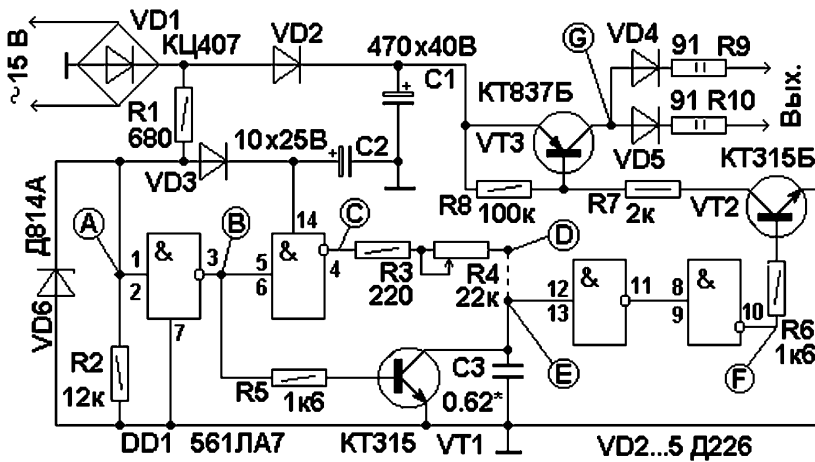 VD1
КЦ407
VD2
470x40В
C1
VD4
91 R9
G
~15 В
R1
680
10x25В
C2
VD3
КТ837Б
VT3
91 R10
VD5
Вых.
КТ315Б
R8
100к
R7
2к
VT2
Д814А
VD6
A
B
C
D
14
&
&
1
2
3
5
6
4
7
R3
220
R4
22к
12
13
&
11
8
9
&
10
R2
12к
R5
1к6
C3
0.62*
E
F
R6
1к6
DD1 561ЛА7
КТ315 VT1
VD2...5 Д226